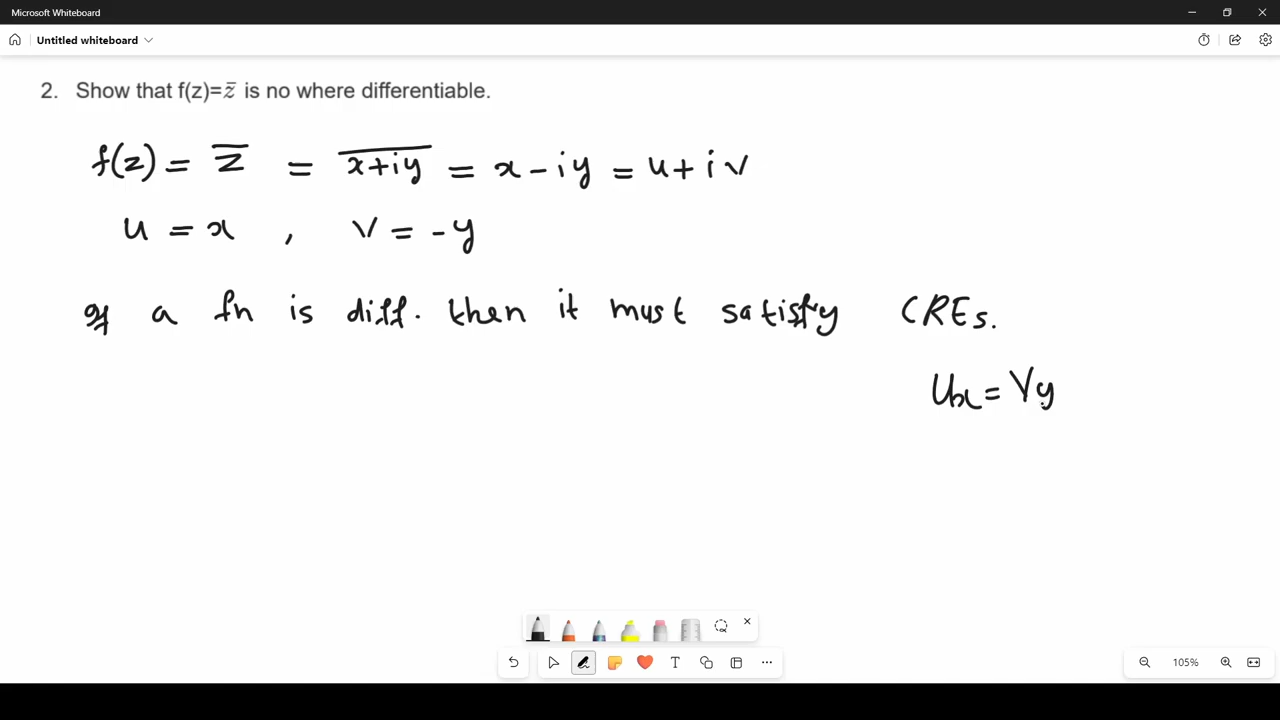 Microsoft Whiteboard
Untitled whiteboard
2. Show that f(z)=z̅ is no where differentiable.
f(z) = z̅ = \overline{x+iy} = x-iy = u+iv
u = x , v = -y
If a fn is diff. then it must satisfy CREs.
Ux = Vy
105%